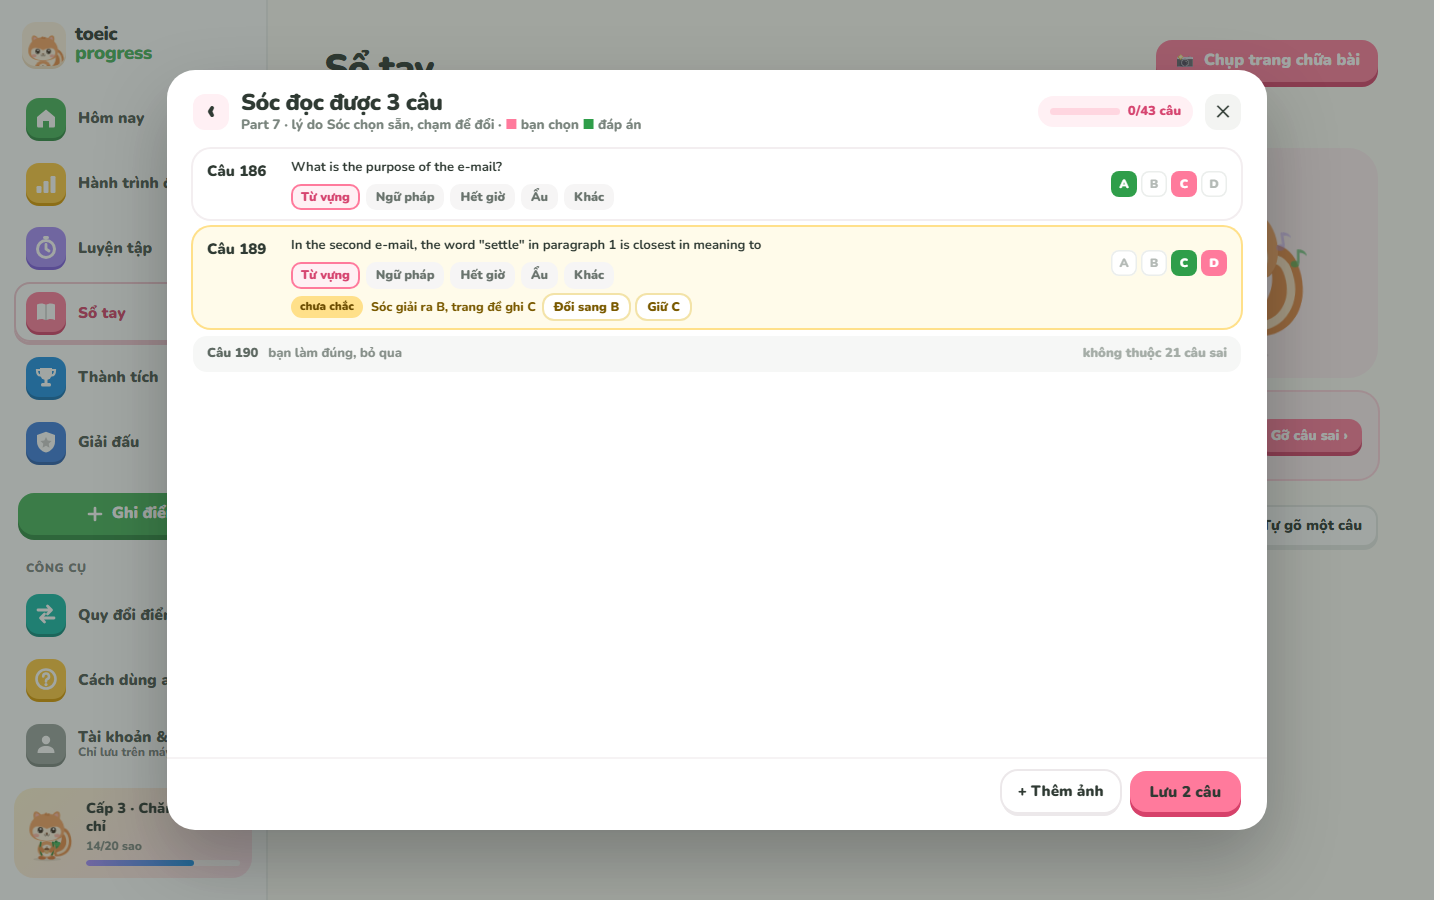 toeic
progress
Hôm nay
Hành trình
Luyện tập
Sổ tay
Thành tích
Giải đấu
+ Ghi
CÔNG CỤ
Quy đổi
Cách dùng
Tài khoản &
Chỉ lưu trên
Cấp 3 ·
chỉ
14/20 sao
Sổ tay
Chụp trang chữa bài
Sóc đọc được 3 câu
Part 7 · lý do Sóc chọn sẵn, chạm để đổi · bạn chọn đáp án
0/43 câu
Câu 186 What is the purpose of the e-mail?
Từ vựng Ngữ pháp Hết giờ Ẩu Khác
A B C D
Câu 189 In the second e-mail, the word "settle" in paragraph 1 is closest in meaning to
Từ vựng Ngữ pháp Hết giờ Ẩu Khác
A B C D
chưa chắc Sóc giải ra B, trang đề ghi C Đổi sang B Giữ C
Câu 190 bạn làm đúng, bỏ qua không thuộc 21 câu sai
Gỡ câu sai ›
Tự gõ một câu
+ Thêm ảnh
Lưu 2 câu